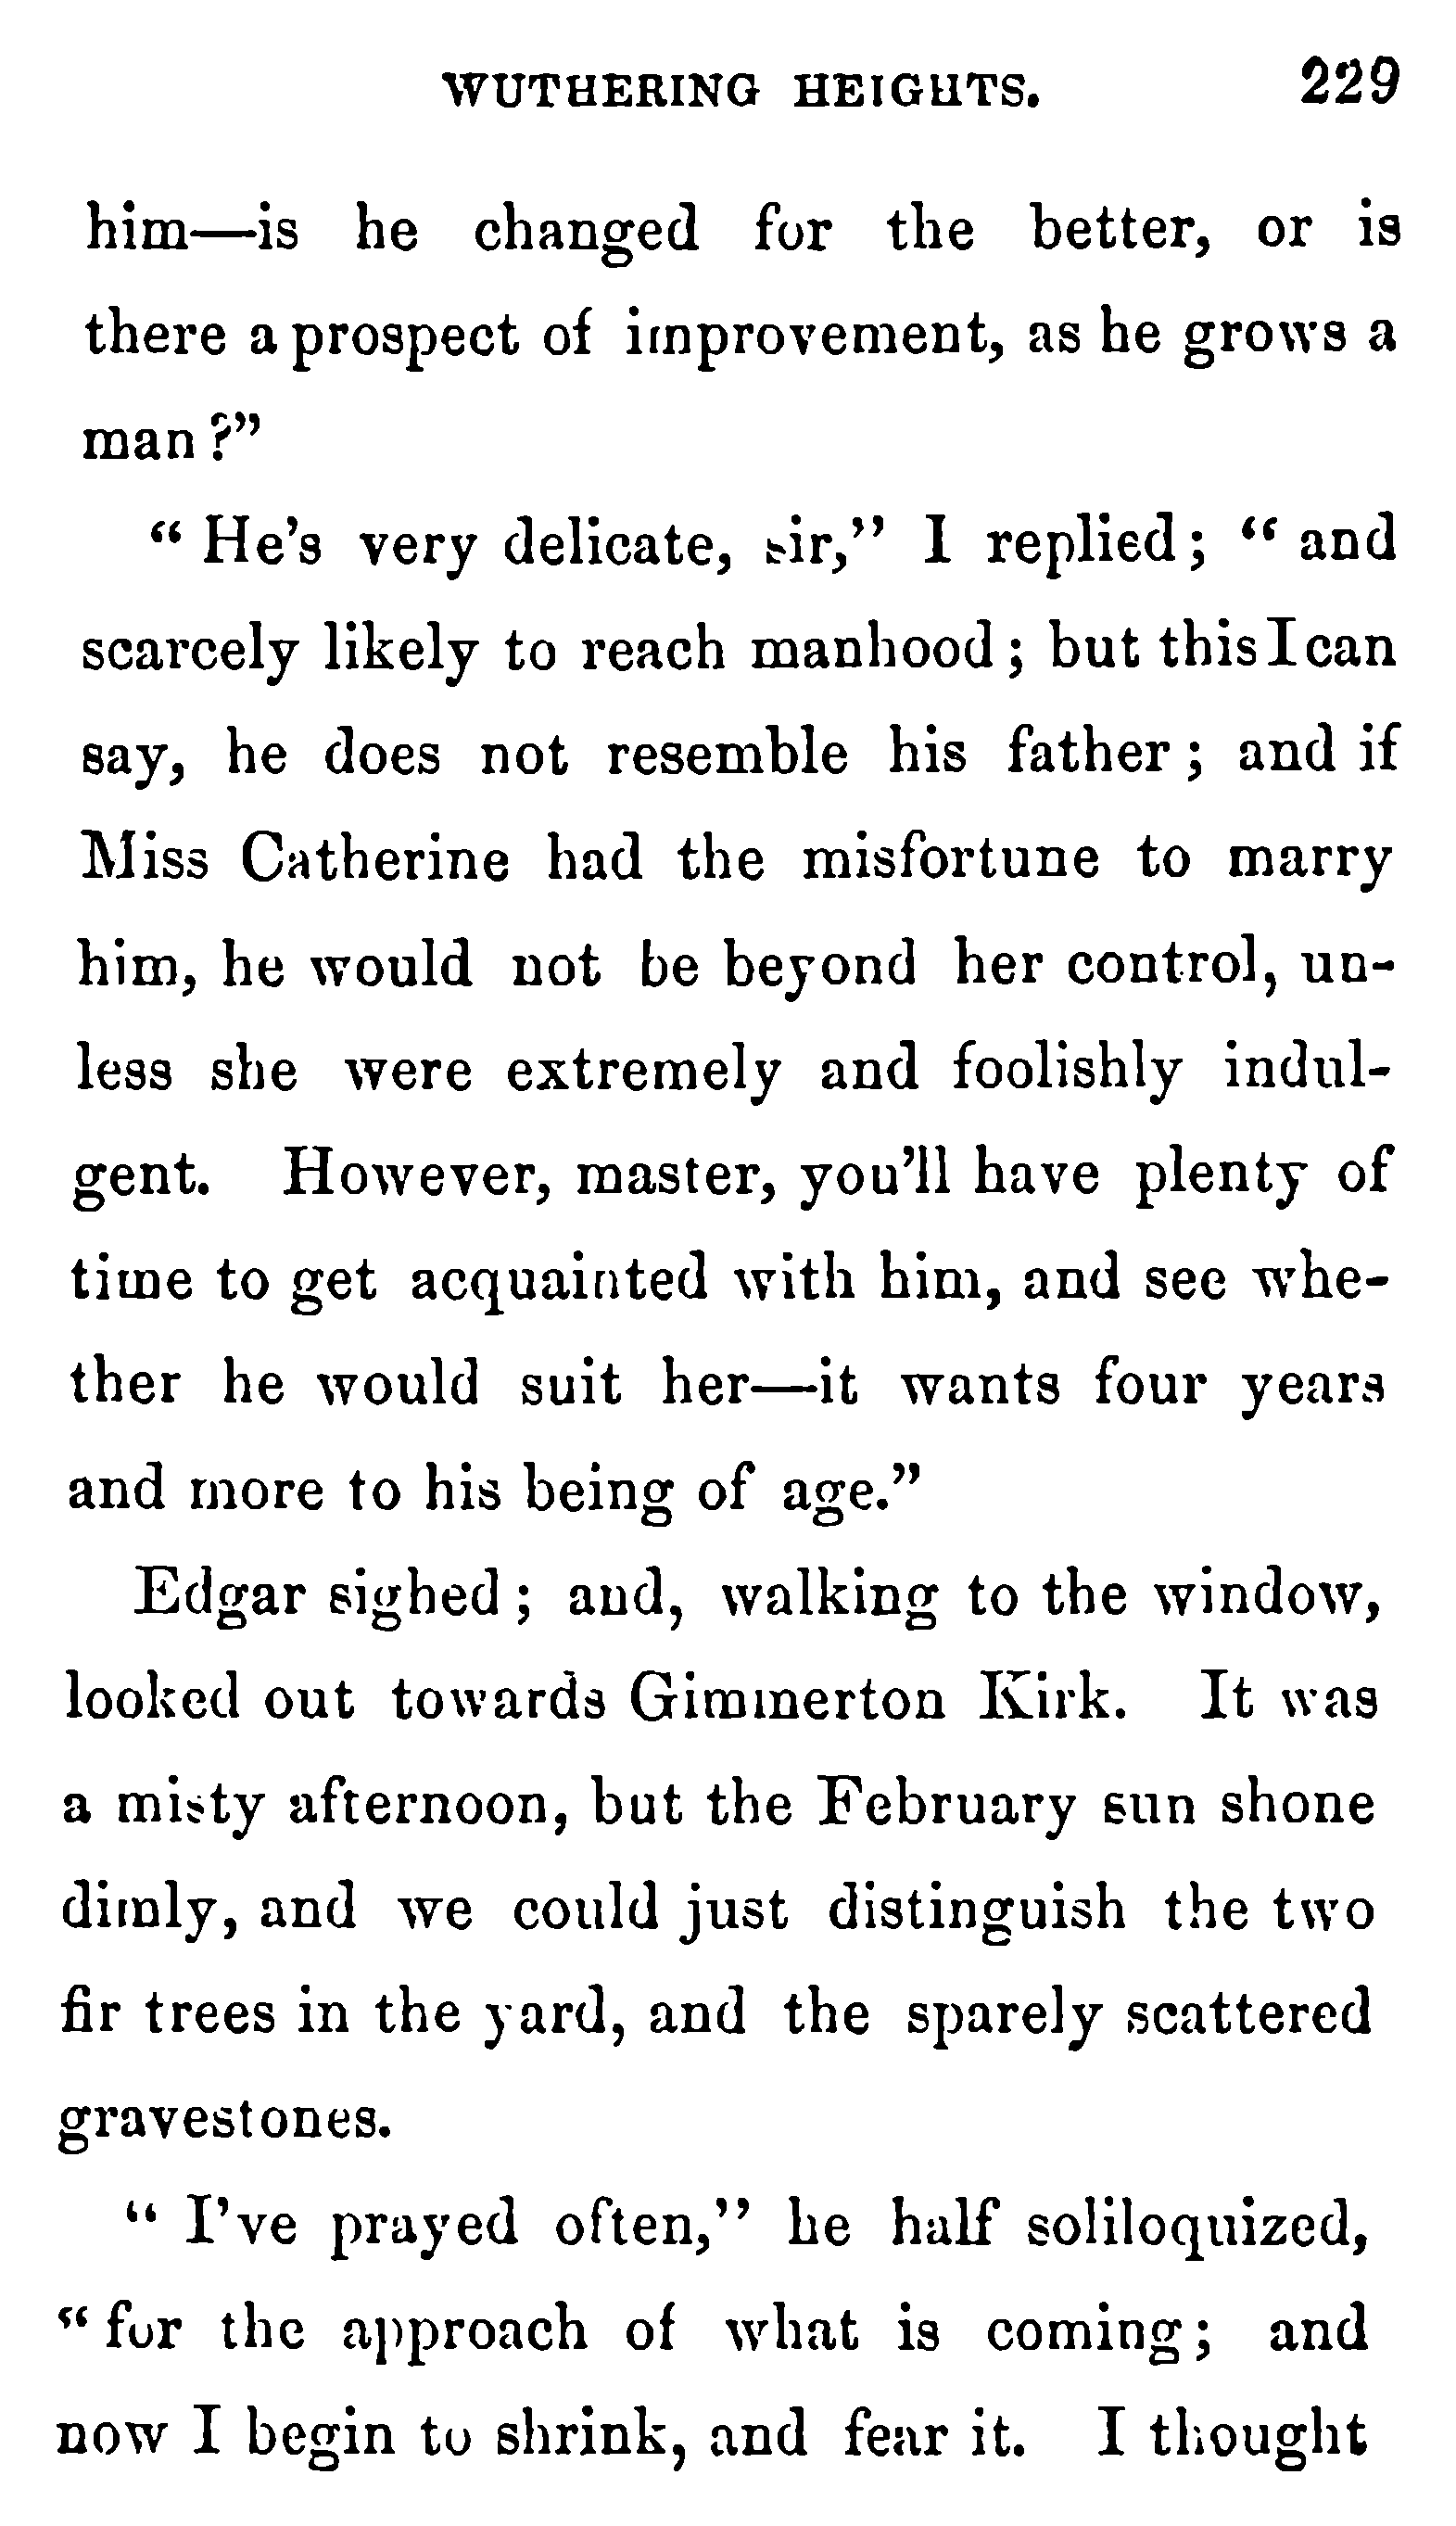 WUTHERING HEIGHTS. 229
him—is he changed for the better, or is
there a prospect of improvement, as he grows a
man?”
“ He’s very delicate, sir,” I replied; “ and
scarcely likely to reach manhood; but this I can
say, he does not resemble his father; and if
Miss Catherine had the misfortune to marry
him, he would not be beyond her control, un-
less she were extremely and foolishly indul-
gent. However, master, you’ll have plenty of
time to get acquainted with him, and see whe-
ther he would suit her—it wants four years
and more to his being of age.”
Edgar sighed; and, walking to the window,
looked out towards Gimmerton Kirk. It was
a misty afternoon, but the February sun shone
dimly, and we could just distinguish the two
fir trees in the yard, and the sparely scattered
gravestones.
“ I’ve prayed often,” he half soliloquized,
“ for the approach of what is coming; and
now I begin to shrink, and fear it. I thought